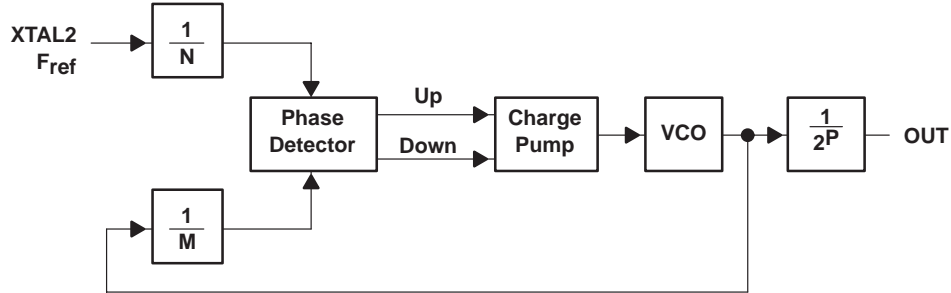 XTAL2
Fref
1
N
Phase
Detector
Up
Down
Charge
Pump
VCO
1
2P
OUT
1
M